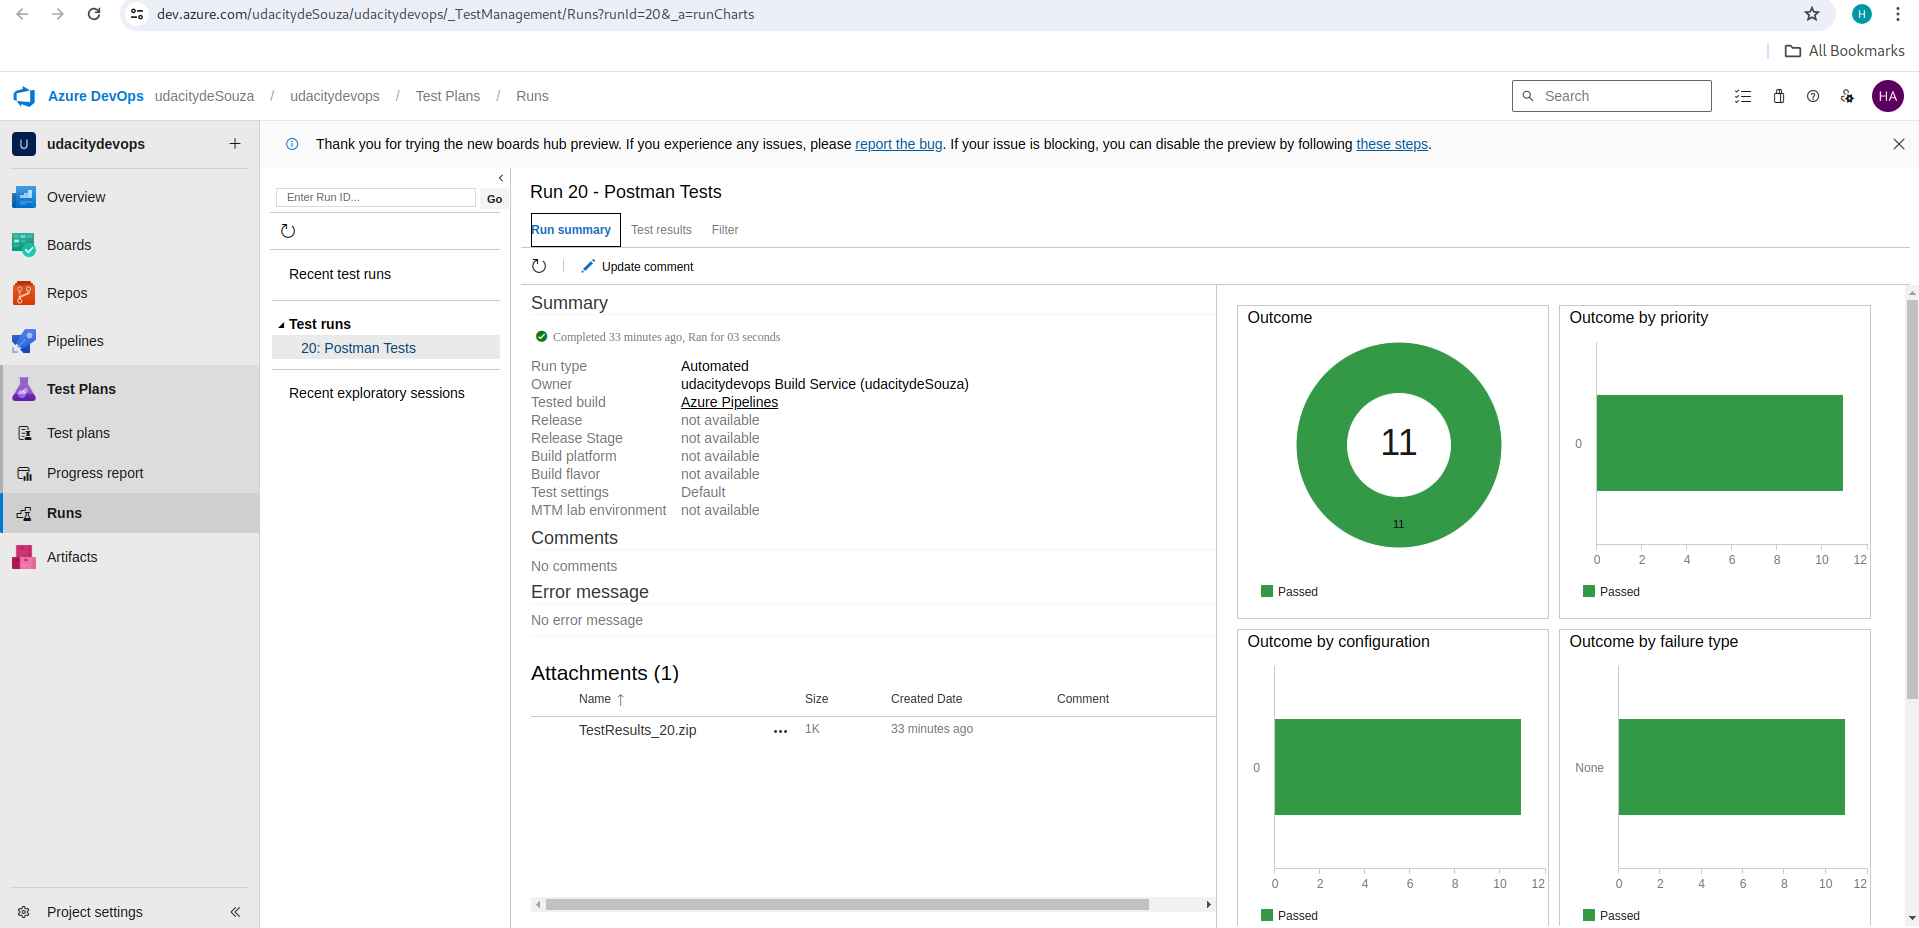 dev.azure.com/udacitydeSouza/udacitydevops/_TestManagement/Runs?runId=20&_a=runCharts
H
All Bookmarks
Azure DevOps udacitydeSouza / udacitydevops / Test Plans / Runs
Search
HA
U udacitydevops +
Overview
Boards
Repos
Pipelines
Test Plans
Test plans
Progress report
Runs
Artifacts
Project settings
Thank you for trying the new boards hub preview. If you experience any issues, please report the bug. If your issue is blocking, you can disable the preview by following these steps.
Enter Run ID...
Go
Recent test runs
Test runs
20: Postman Tests
Recent exploratory sessions
Run 20 - Postman Tests
Run summary Test results Filter
Update comment
Summary
Completed 33 minutes ago, Ran for 03 seconds
Run type Automated
Owner udacitydevops Build Service (udacitydeSouza)
Tested build Azure Pipelines
Release not available
Release Stage not available
Build platform not available
Build flavor not available
Test settings Default
MTM lab environment not available
Comments
No comments
Error message
No error message
Attachments (1)
Name ↑ Size Created Date Comment
TestResults_20.zip ... 1K 33 minutes ago
Outcome
11
11
Passed
Outcome by priority
0
0 2 4 6 8 10 12
Passed
Outcome by configuration
0
0 2 4 6 8 10 12
Passed
Outcome by failure type
None
0 2 4 6 8 10 12
Passed